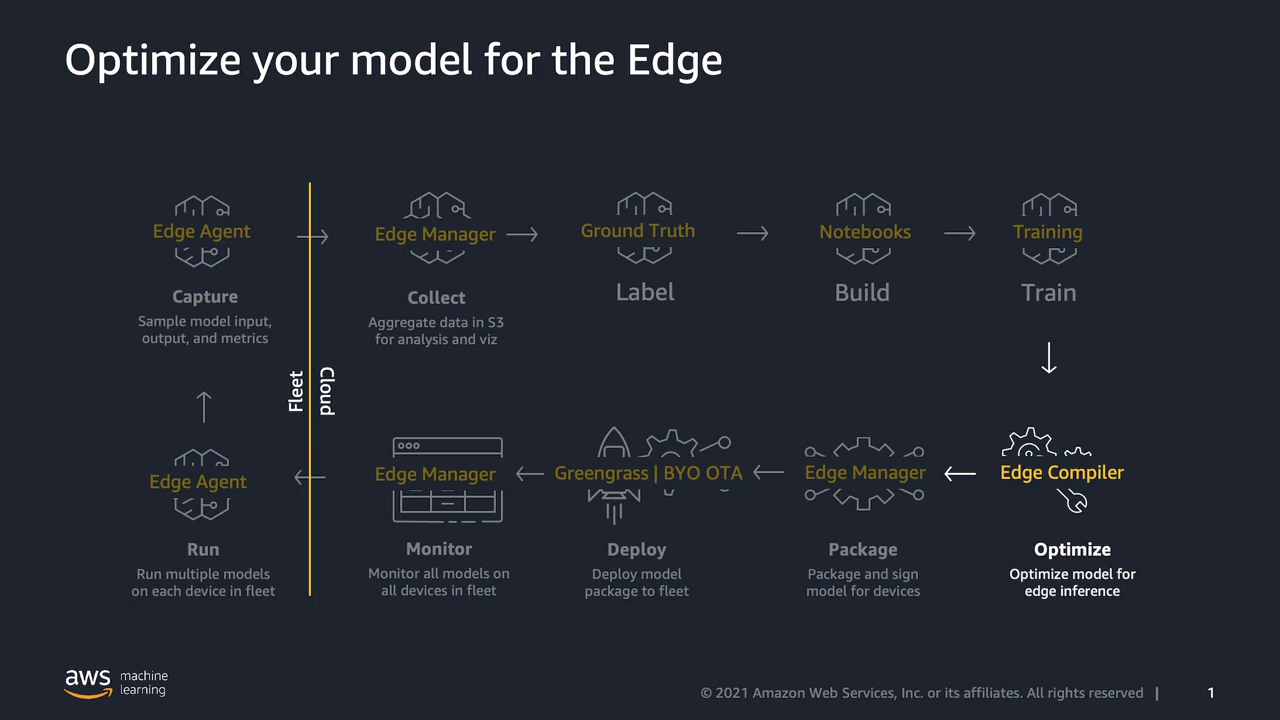 Optimize your model for the Edge
Edge Agent
Capture
Sample model input,
output, and metrics
Edge Manager
Collect
Aggregate data in S3
for analysis and viz
Ground Truth
Label
Notebooks
Build
Training
Train
Fleet
Cloud
Edge Agent
Run
Run multiple models
on each device in fleet
Edge Manager
Monitor
Monitor all models on
all devices in fleet
Greengrass | BYO OTA
Deploy
Deploy model
package to fleet
Edge Manager
Package
Package and sign
model for devices
Edge Compiler
Optimize
Optimize model for
edge inference
aws machine
learning
© 2021 Amazon Web Services, Inc. or its affiliates. All rights reserved | 1